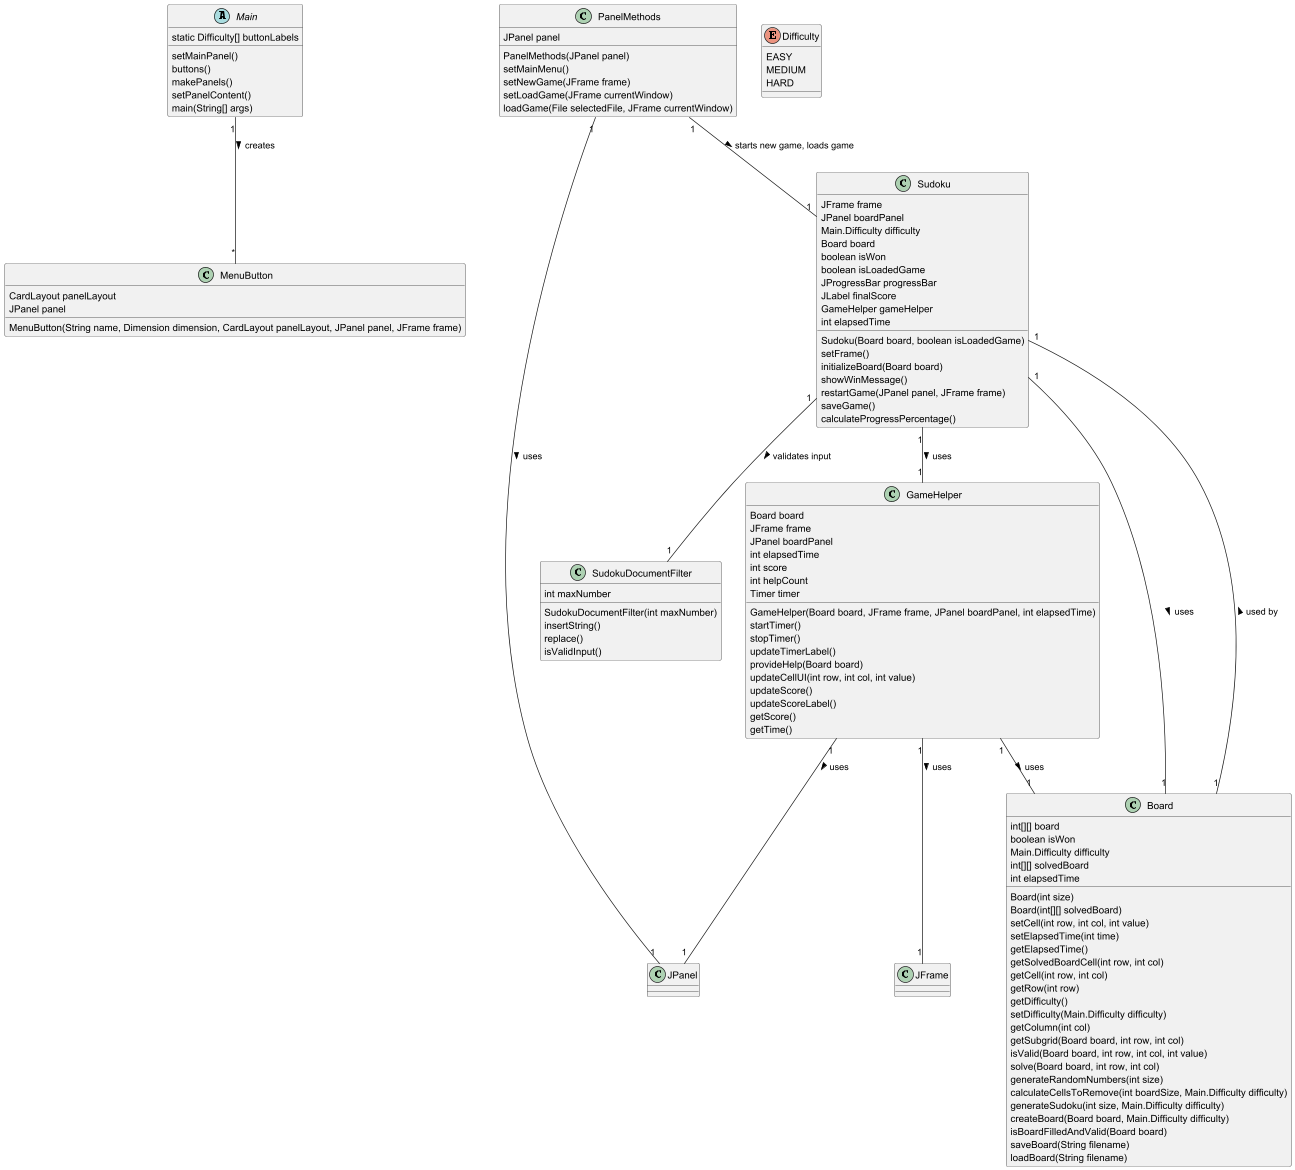 A Main
static Difficulty[] buttonLabels
setMainPanel()
buttons()
makePanels()
setPanelContent()
main(String[] args)
C PanelMethods
JPanel panel
PanelMethods(JPanel panel)
setMainMenu()
setNewGame(JFrame frame)
setLoadGame(JFrame currentWindow)
loadGame(File selectedFile, JFrame currentWindow)
E Difficulty
EASY
MEDIUM
HARD
1
creates
*
1
1
starts new game, loads game
1
C MenuButton
CardLayout panelLayout
JPanel panel
MenuButton(String name, Dimension dimension, CardLayout panelLayout, JPanel panel, JFrame frame)
C Sudoku
JFrame frame
JPanel boardPanel
Main.Difficulty difficulty
Board board
boolean isWon
boolean isLoadedGame
JProgressBar progressBar
JLabel finalScore
GameHelper gameHelper
int elapsedTime
Sudoku(Board board, boolean isLoadedGame)
setFrame()
initializeBoard(Board board)
showWinMessage()
restartGame(JPanel panel, JFrame frame)
saveGame()
calculateProgressPercentage()
1
1
1
1
uses
validates input
uses
1
1
C SudokuDocumentFilter
int maxNumber
SudokuDocumentFilter(int maxNumber)
insertString()
replace()
isValidInput()
C GameHelper
Board board
JFrame frame
JPanel boardPanel
int elapsedTime
int score
int helpCount
Timer timer
GameHelper(Board board, JFrame frame, JPanel boardPanel, int elapsedTime)
startTimer()
stopTimer()
updateTimerLabel()
provideHelp(Board board)
updateCellUI(int row, int col, int value)
updateScore()
updateScoreLabel()
getScore()
getTime()
uses
used by
1
1
1
uses
uses
uses
1
1
1
C Board
int[][] board
boolean isWon
Main.Difficulty difficulty
int[][] solvedBoard
int elapsedTime
Board(int size)
Board(int[][] solvedBoard)
setCell(int row, int col, int value)
setElapsedTime(int time)
getElapsedTime()
getSolvedBoardCell(int row, int col)
getCell(int row, int col)
getRow(int row)
getDifficulty()
setDifficulty(Main.Difficulty difficulty)
getColumn(int col)
getSubgrid(Board board, int row, int col)
isValid(Board board, int row, int col, int value)
solve(Board board, int row, int col)
generateRandomNumbers(int size)
calculateCellsToRemove(int boardSize, Main.Difficulty difficulty)
generateSudoku(int size, Main.Difficulty difficulty)
createBoard(Board board, Main.Difficulty difficulty)
isBoardFilledAndValid(Board board)
saveBoard(String filename)
loadBoard(String filename)
1
1
1
C JPanel
C JFrame